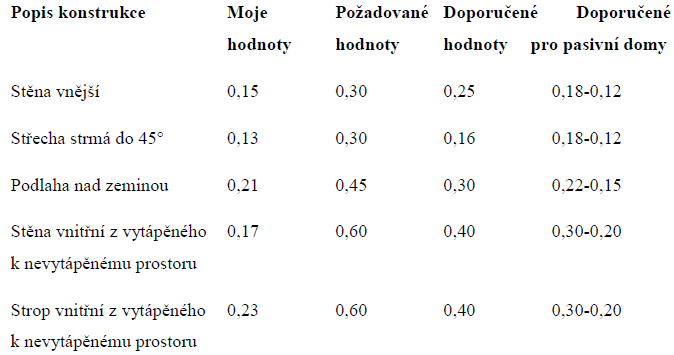 Popis konstrukce Moje Požadované Doporučené Doporučené
hodnoty hodnoty hodnoty pro pasivní domy
Stěna vnější 0,15 0,30 0,25 0,18-0,12
Střecha strmá do 45° 0,13 0,30 0,16 0,18-0,12
Podlaha nad zeminou 0,21 0,45 0,30 0,22-0,15
Stěna vnitřní z vytápěného 0,17 0,60 0,40 0,30-0,20
k nevytápěnému prostoru
Strop vnitřní z vytápěného 0,23 0,60 0,40 0,30-0,20
k nevytápěnému prostoru